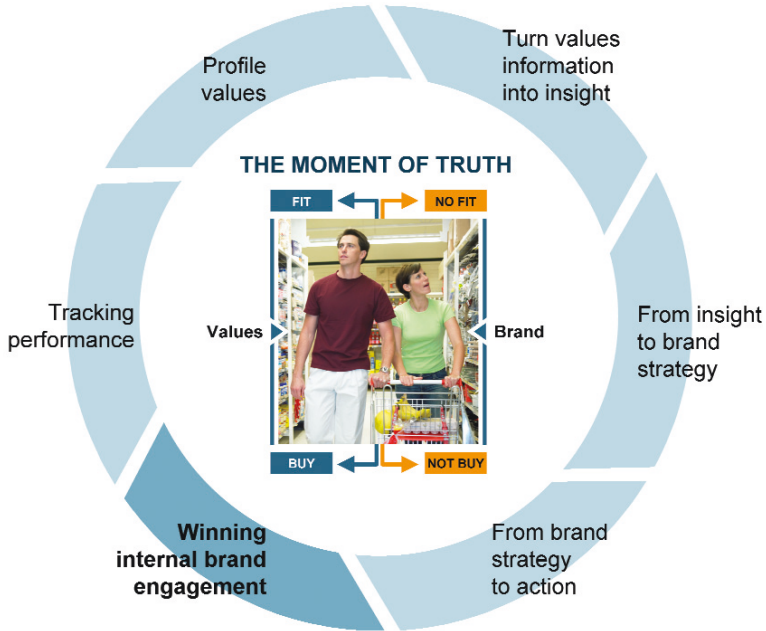 Profile
values
Turn values
information
into insight
THE MOMENT OF TRUTH
FIT
NO FIT
Tracking
performance
Values
Brand
From insight
to brand
strategy
BUY
NOT BUY
Winning
internal brand
engagement
From brand
strategy
to action